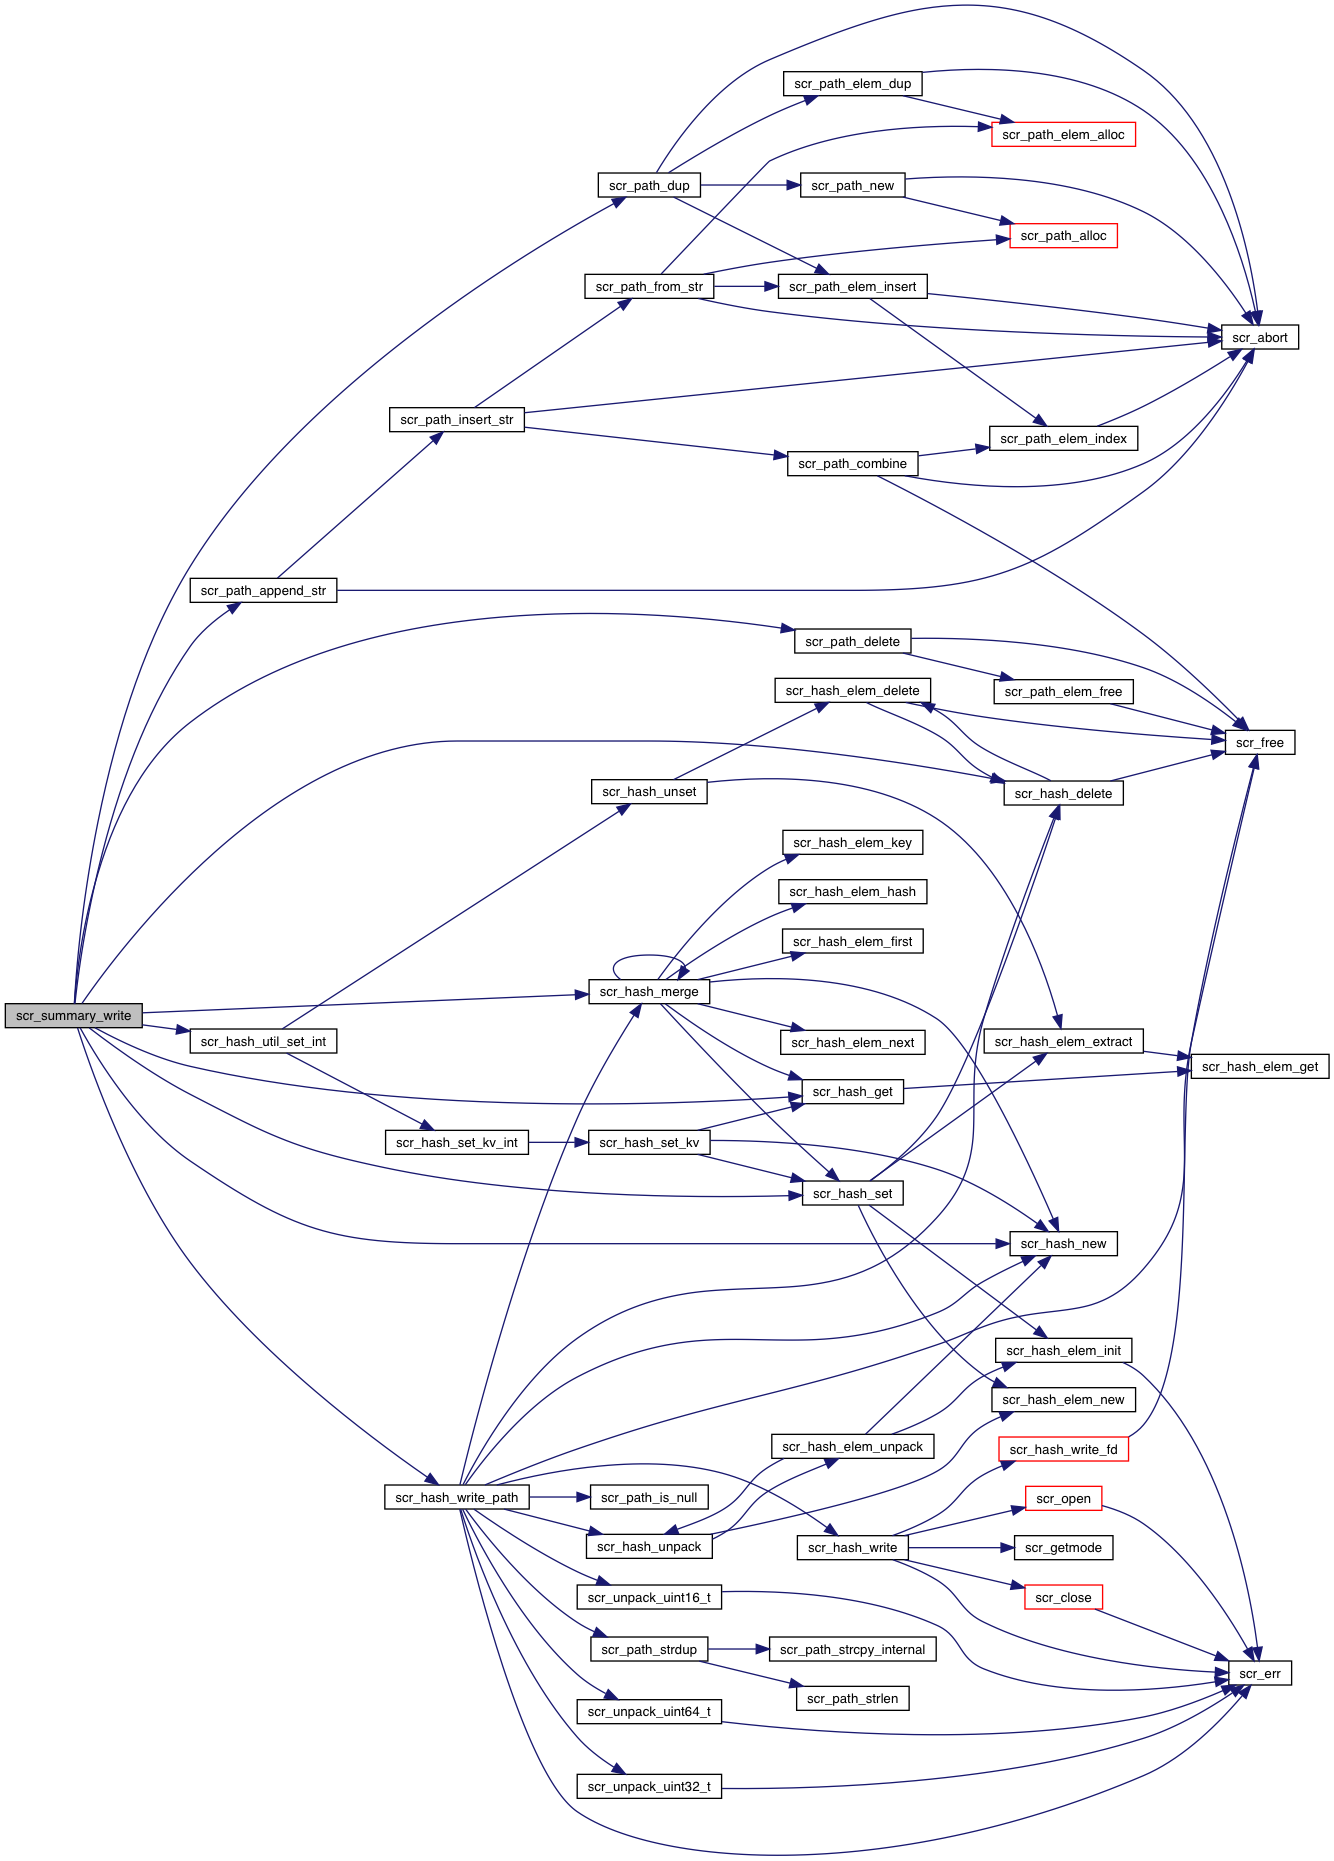 scr_path_elem_dup
scr_path_elem_alloc
scr_path_dup
scr_path_new
scr_path_alloc
scr_path_from_str
scr_path_elem_insert
scr_abort
scr_path_insert_str
scr_path_elem_index
scr_path_combine
scr_path_append_str
scr_path_delete
scr_hash_elem_delete
scr_path_elem_free
scr_free
scr_hash_unset
scr_hash_delete
scr_hash_elem_key
scr_hash_elem_hash
scr_hash_elem_first
scr_hash_merge
scr_summary_write
scr_hash_util_set_int
scr_hash_elem_next
scr_hash_elem_extract
scr_hash_elem_get
scr_hash_get
scr_hash_set_kv_int
scr_hash_set_kv
scr_hash_set
scr_hash_new
scr_hash_elem_init
scr_hash_elem_new
scr_hash_elem_unpack
scr_hash_write_fd
scr_hash_write_path
scr_path_is_null
scr_open
scr_hash_unpack
scr_hash_write
scr_getmode
scr_unpack_uint16_t
scr_close
scr_path_strdup
scr_path_strcpy_internal
scr_err
scr_path_strlen
scr_unpack_uint64_t
scr_unpack_uint32_t